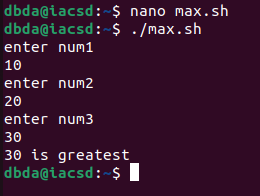 dbda@iacsd:~$ nano max.sh
dbda@iacsd:~$ ./max.sh
enter num1
10
enter num2
20
enter num3
30
30 is greatest
dbda@iacsd:~$